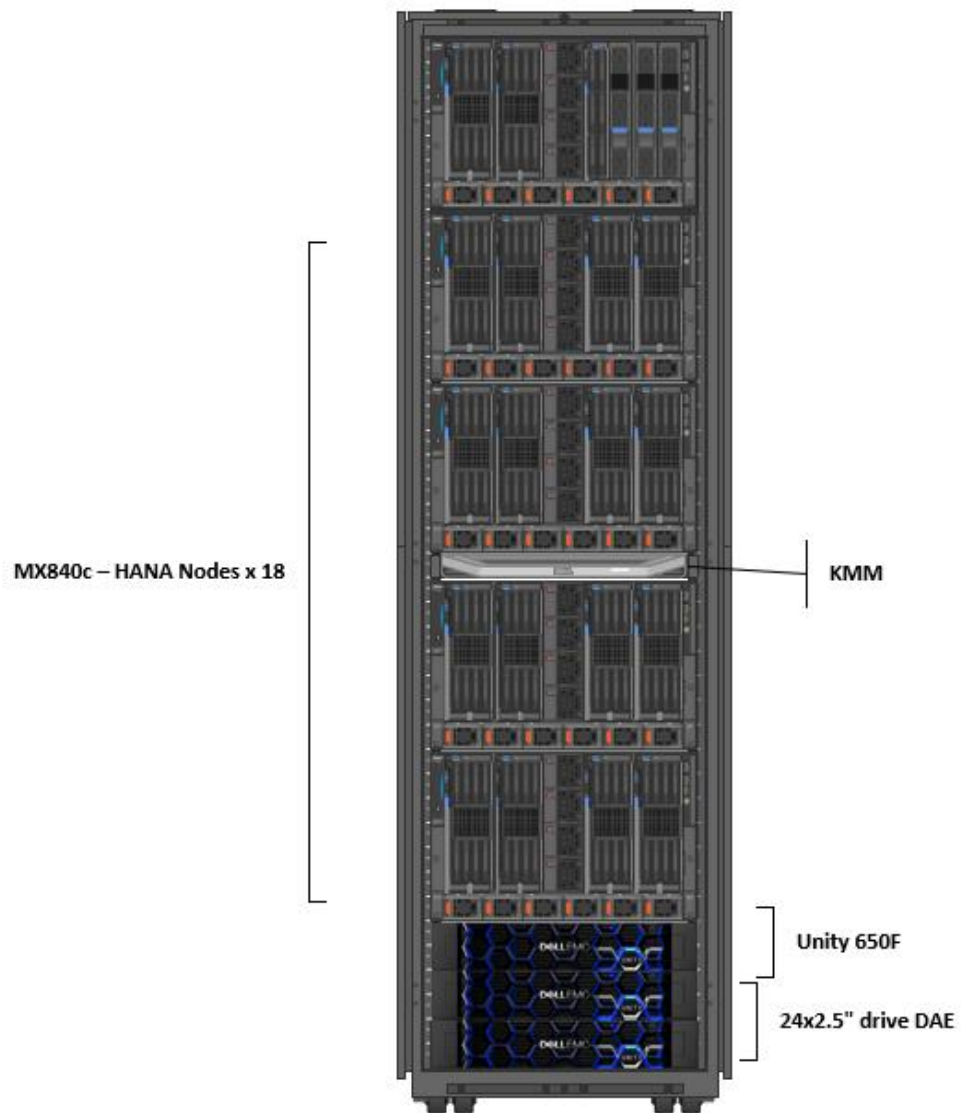 MX840c – HANA Nodes x 18
KMM
DELLEMC
Unity 650F
DELLEMC
24x2.5" drive DAE
DELLEMC